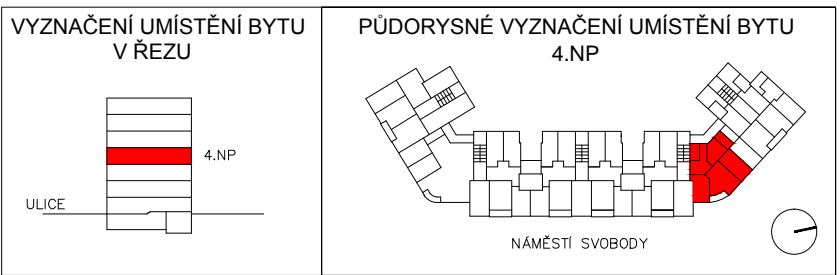 VYZNAČENÍ UMÍSTĚNÍ BYTU
V ŘEZU
4.NP
ULICE
PŮDORYSNÉ VYZNAČENÍ UMÍSTĚNÍ BYTU
4.NP
NÁMĚSTÍ SVOBODY